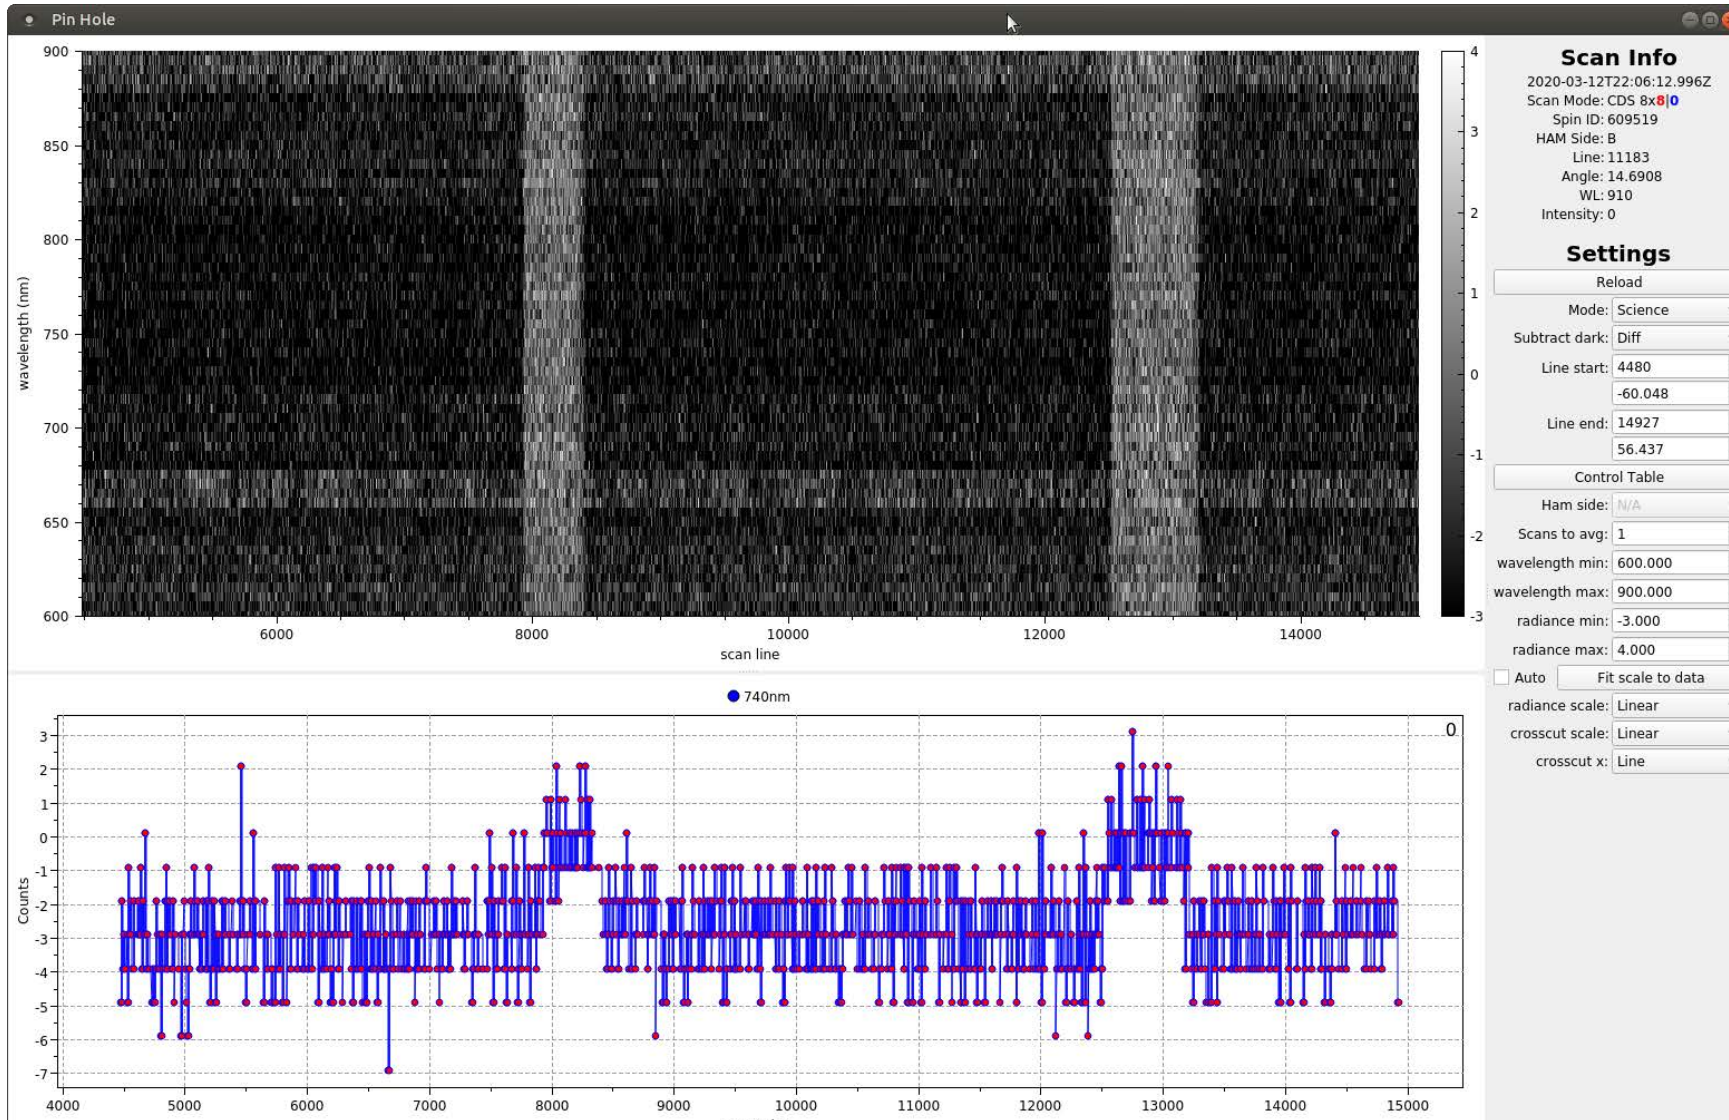 Pin Hole
900
850
800
750
700
650
600
wavelength (nm)
6000 8000 10000 12000 14000
scan line
4
3
2
1
0
-1
-2
-3
740nm
0
3
2
1
0
-1
-2
-3
-4
-5
-6
-7
Counts
4000 5000 6000 7000 8000 9000 10000 11000 12000 13000 14000 15000
Scan Info
2020-03-12T22:06:12.996Z
Scan Mode: CDS 8x8|0
Spin ID: 609519
HAM Side: B
Line: 11183
Angle: 14.6908
WL: 910
Intensity: 0
Settings
Reload
Mode: Science
Subtract dark: Diff
Line start: 4480
-60.048
Line end: 14927
56.437
Control Table
Ham side: N/A
Scans to avg: 1
wavelength min: 600.000
wavelength max: 900.000
radiance min: -3.000
radiance max: 4.000
Auto Fit scale to data
radiance scale: Linear
crosscut scale: Linear
crosscut x: Line